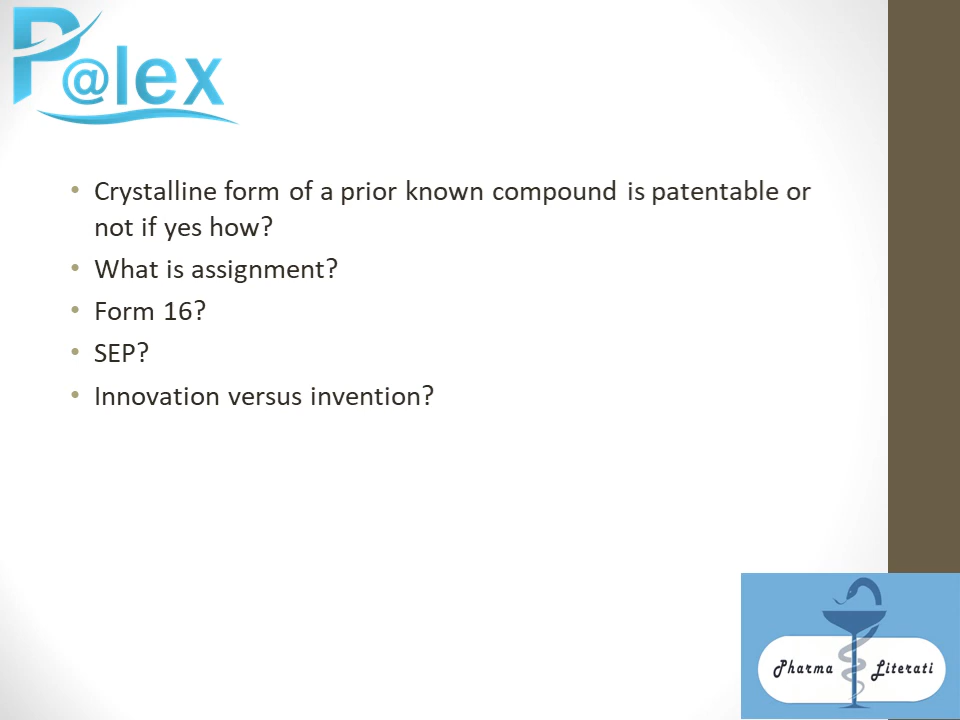 P@lex
• Crystalline form of a prior known compound is patentable or
not if yes how?
• What is assignment?
• Form 16?
• SEP?
• Innovation versus invention?
Pharma Literati